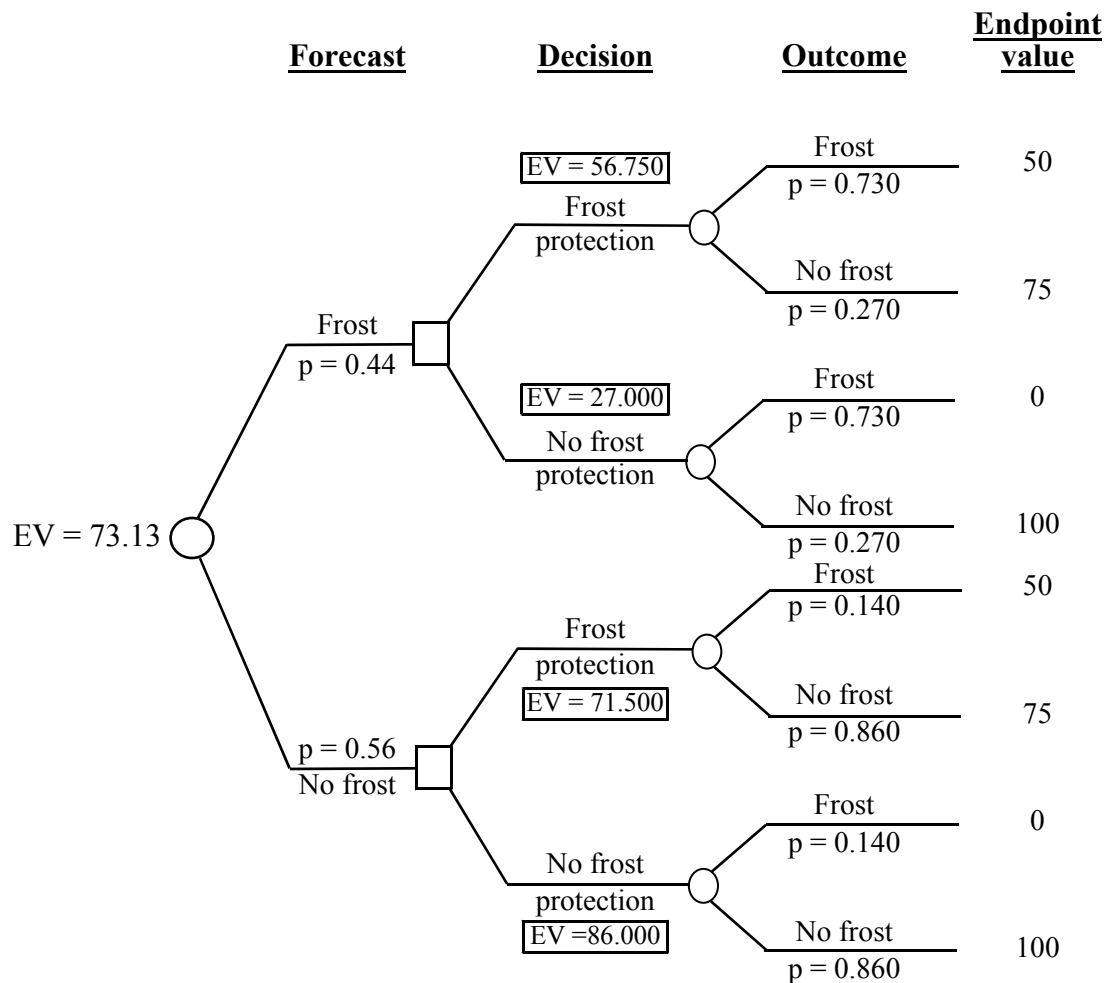 Endpoint
Forecast Decision Outcome value
Frost
EV = 56.750
50
p = 0.730
Frost
protection
No frost
75
p = 0.270
Frost
p = 0.44
Frost
EV = 27.000
0
p = 0.730
No frost
protection
No frost
100
p = 0.270
EV = 73.13
Frost
50
p = 0.140
Frost
protection
EV = 71.500
No frost
75
p = 0.860
p = 0.56
No frost
Frost
0
p = 0.140
No frost
protection
EV =86.000
No frost
100
p = 0.860